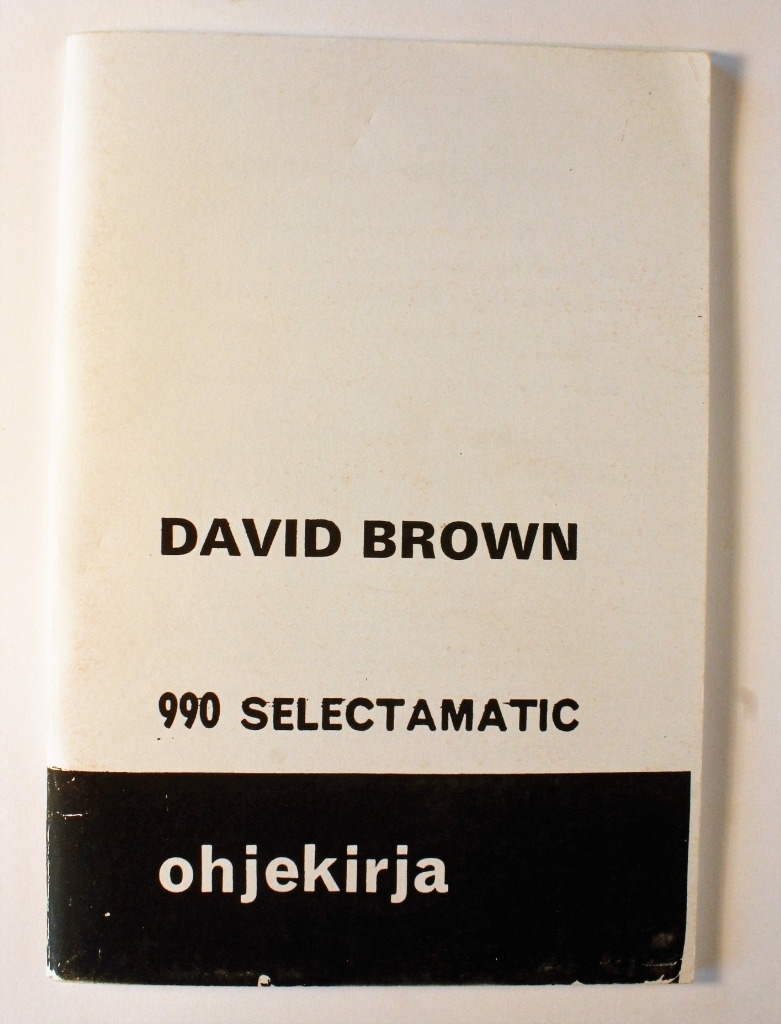 DAVID BROWN
990 SELECTAMATIC
ohjekirja